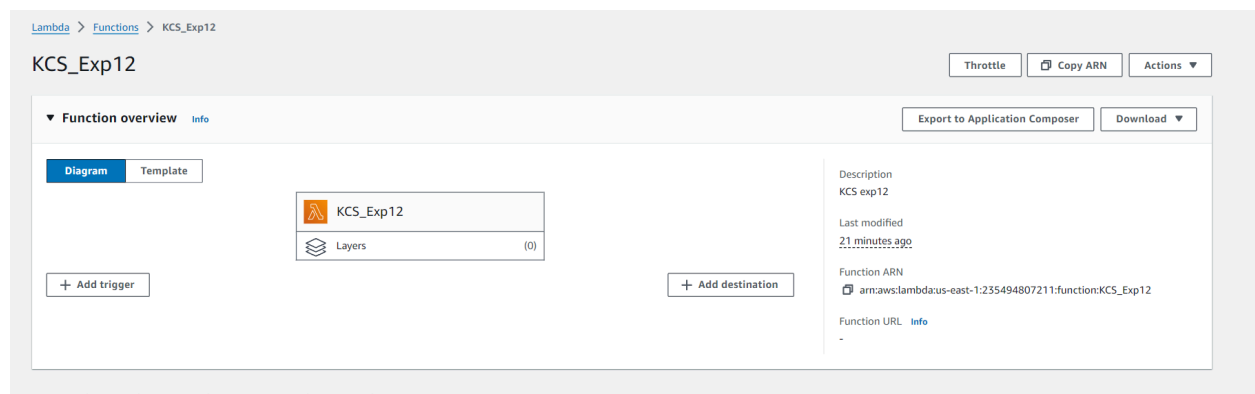 Lambda > Functions > KCS_Exp12
KCS_Exp12
Throttle
Copy ARN
Actions ▼
▼ Function overview Info
Export to Application Composer
Download ▼
Diagram
Template
KCS_Exp12
Layers (0)
+ Add trigger
+ Add destination
Description
KCS exp12
Last modified
21 minutes ago
Function ARN
arn:aws:lambda:us-east-1:235494807211:function:KCS_Exp12
Function URL Info
-